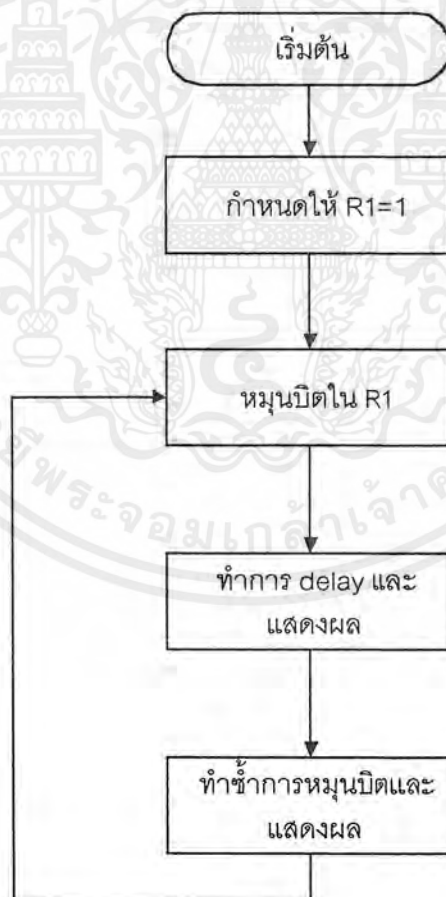 เริ่มต้น
กำหนดให้ R1=1
หมุนบิตใน R1
ทำการ delay และ
แสดงผล
ทำซ้ำการหมุนบิตและ
แสดงผล